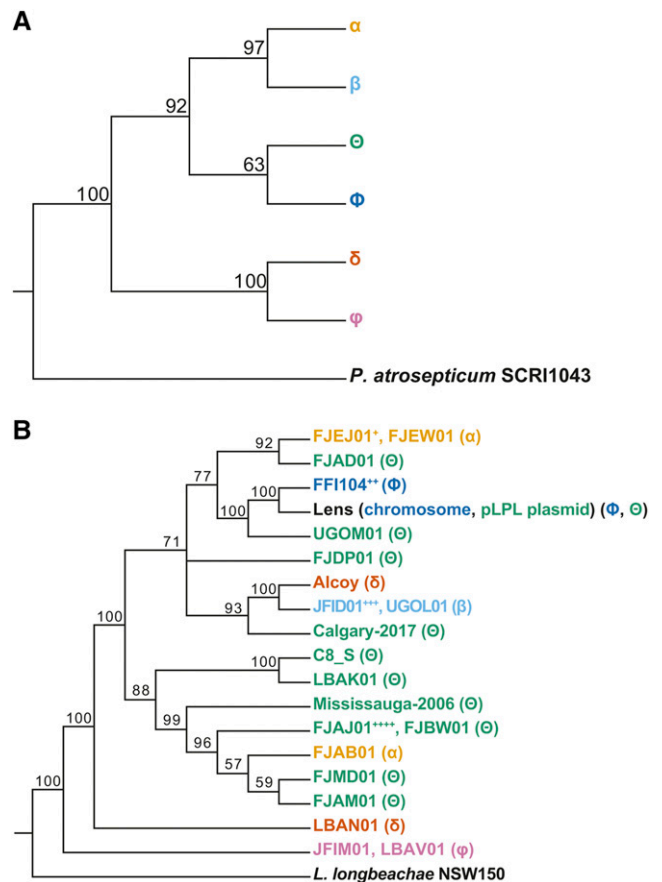 A
α
97
β
92
Θ
63
Φ
100
δ
100
φ
P. atrosepticum SCRI1043
B
FJEJ01⁺, FJEW01 (α)
92
FJAD01 (Θ)
77
FFI104⁺⁺ (Φ)
100
Lens (chromosome, pLPL plasmid) (Φ, Θ)
100
UGOM01 (Θ)
71
FJDP01 (Θ)
Alcoy (δ)
100
JFID01⁺⁺⁺, UGOL01 (β)
93
Calgary-2017 (Θ)
100
C8_S (Θ)
100
LBAK01 (Θ)
88
Mississauga-2006 (Θ)
99
FJAJ01⁺⁺⁺⁺, FJBW01 (Θ)
96
FJAB01 (α)
57
FJMD01 (Θ)
59
FJAM01 (Θ)
100
LBAN01 (δ)
100
JFIM01, LBAV01 (φ)
L. longbeachae NSW150